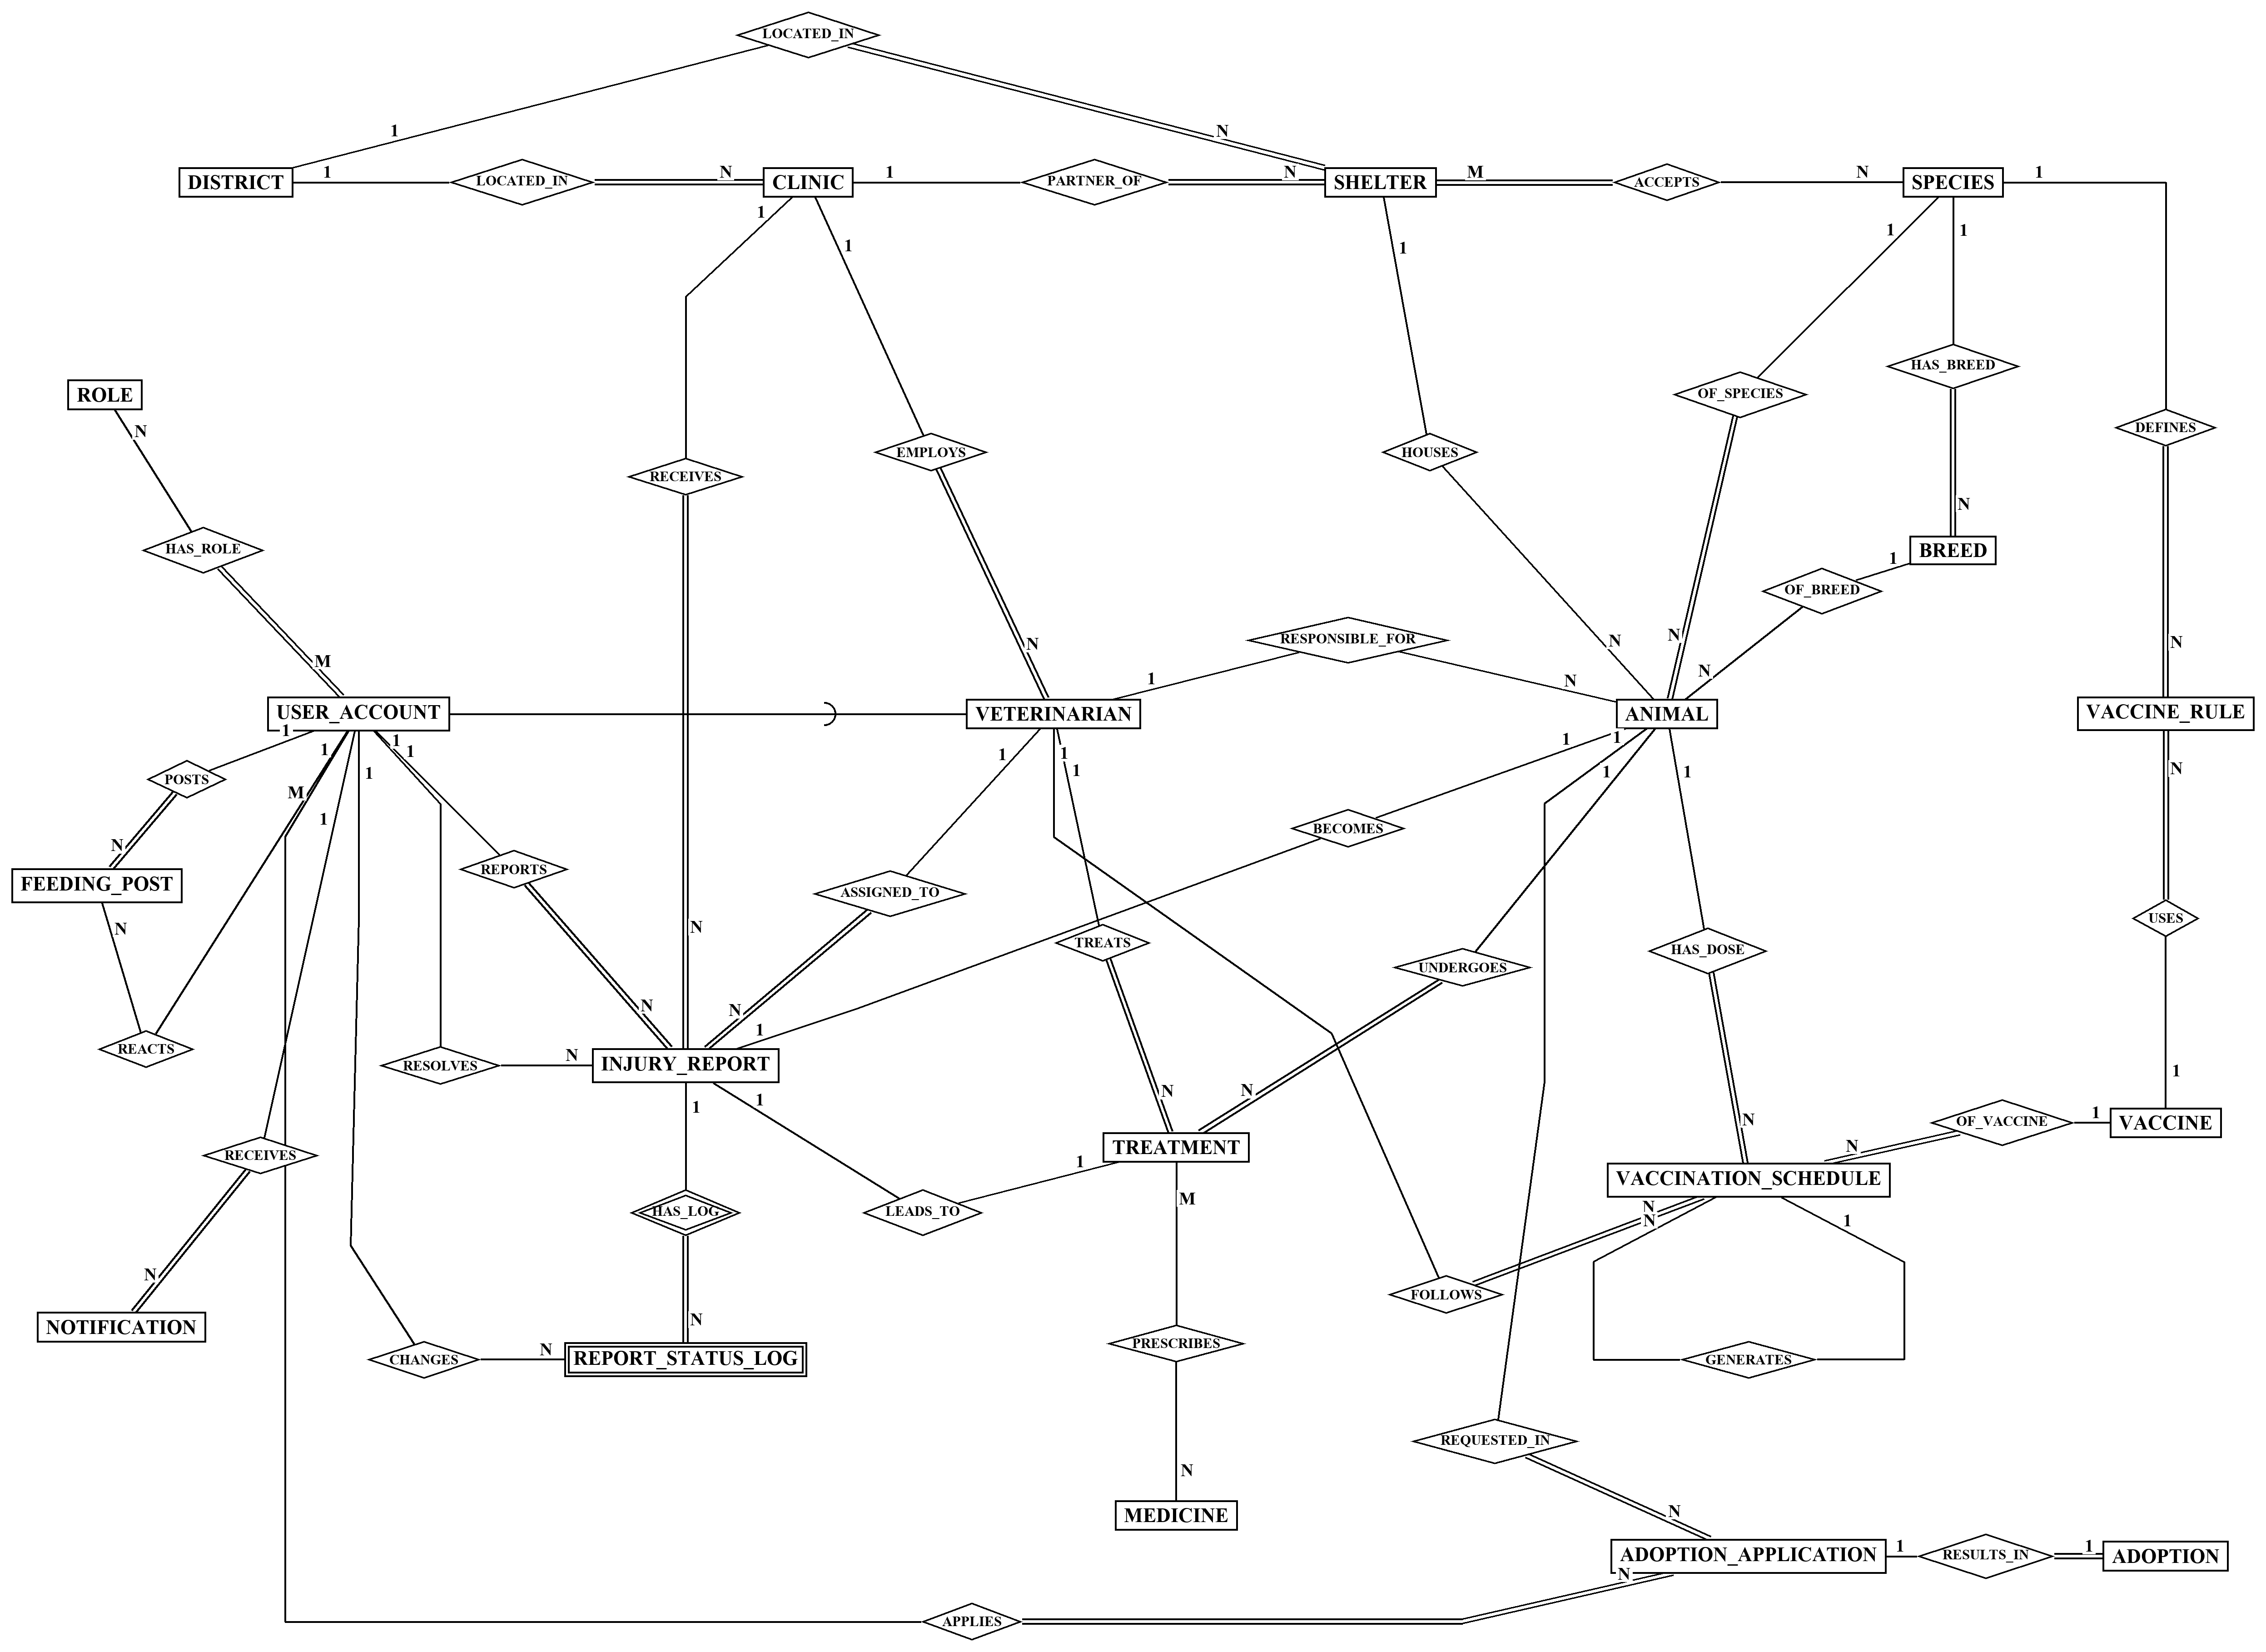 LOCATED_IN
1
N
DISTRICT
1
LOCATED_IN
N
CLINIC
1
PARTNER_OF
N
SHELTER
M
ACCEPTS
N
SPECIES
1
1
1
1
1
1
HAS_BREED
ROLE
OF_SPECIES
N
DEFINES
EMPLOYS
HOUSES
RECEIVES
N
HAS_ROLE
BREED
1
OF_BREED
RESPONSIBLE_FOR
N
N
N
N
M
N
1
N
USER_ACCOUNT
VETERINARIAN
ANIMAL
VACCINE_RULE
1
1
1
1
1
1
1
1
1
1
1
1
1
N
POSTS
M
1
BECOMES
N
REPORTS
FEEDING_POST
ASSIGNED_TO
USES
N
N
TREATS
HAS_DOSE
UNDERGOES
N
N
1
REACTS
RESOLVES
N
INJURY_REPORT
1
N
N
1
1
1
OF_VACCINE
VACCINE
N
N
TREATMENT
RECEIVES
1
VACCINATION_SCHEDULE
M
HAS_LOG
LEADS_TO
N
N
1
N
FOLLOWS
NOTIFICATION
N
PRESCRIBES
CHANGES
N
REPORT_STATUS_LOG
GENERATES
REQUESTED_IN
N
MEDICINE
N
ADOPTION_APPLICATION
1
RESULTS_IN
1
ADOPTION
N
APPLIES